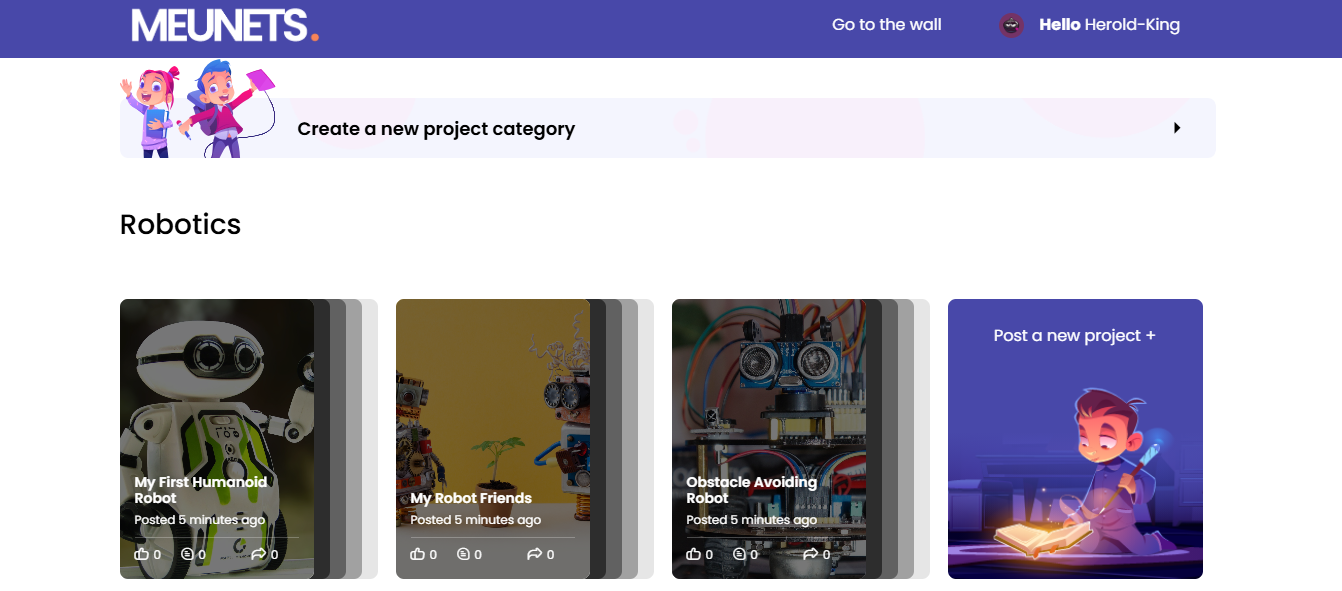 MEUNETS.
Go to the wall
Hello Herold-King
Create a new project category
Robotics
My First Humanoid
Robot
Posted 5 minutes ago
0 0 0
My Robot Friends
Posted 5 minutes ago
0 0 0
Obstacle Avoiding
Robot
Posted 5 minutes ago
0 0 0
Post a new project +